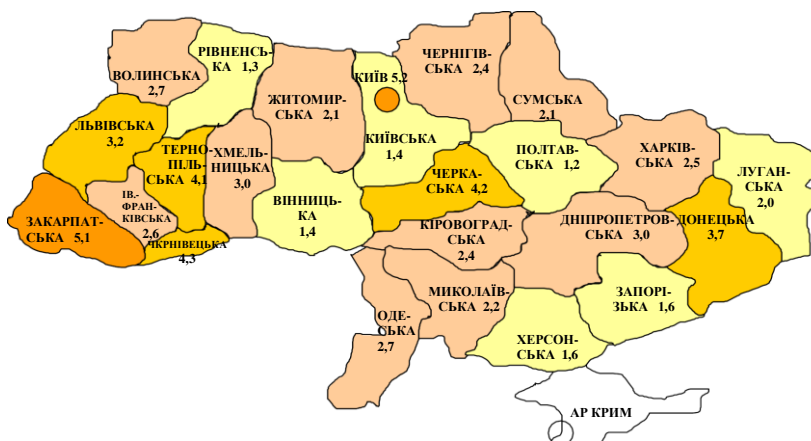 РІВНЕНСЬ-
КА 1,3
ВОЛИНСЬКА
2,7
ЖИТОМИР-
СЬКА 2,1
КИЇВ 5,2
КИЇВСЬКА
1,4
ЧЕРНІГІВ-
СЬКА 2,4
СУМСЬКА
2,1
ЛЬВІВСЬКА
3,2
ТЕРНО-
ПІЛЬ-
СЬКА 4,1
ХМЕЛЬ-
НИЦЬКА
3,0
ВІННИЦЬ-
КА
1,4
ЧЕРКА-
СЬКА 4,2
ПОЛТАВ-
СЬКА 1,2
ХАРКІВ-
СЬКА 2,5
ЛУГАН-
СЬКА
2,0
ЗАКАРПАТ-
СЬКА 5,1
ІВ.-
ФРАН-
КІВСЬКА
2,6
ЧКРНІВЕЦЬКА
4,3
КІРОВОГРАД-
СЬКА
2,4
ДНІПРОПЕТРОВ-
СЬКА 3,0
ДОНЕЦЬКА
3,7
ОДЕ-
СЬКА
2,7
МИКОЛАЇВ-
СЬКА 2,2
ХЕРСОН-
СЬКА 1,6
ЗАПОРІ-
ЗЬКА 1,6
АР КРИМ